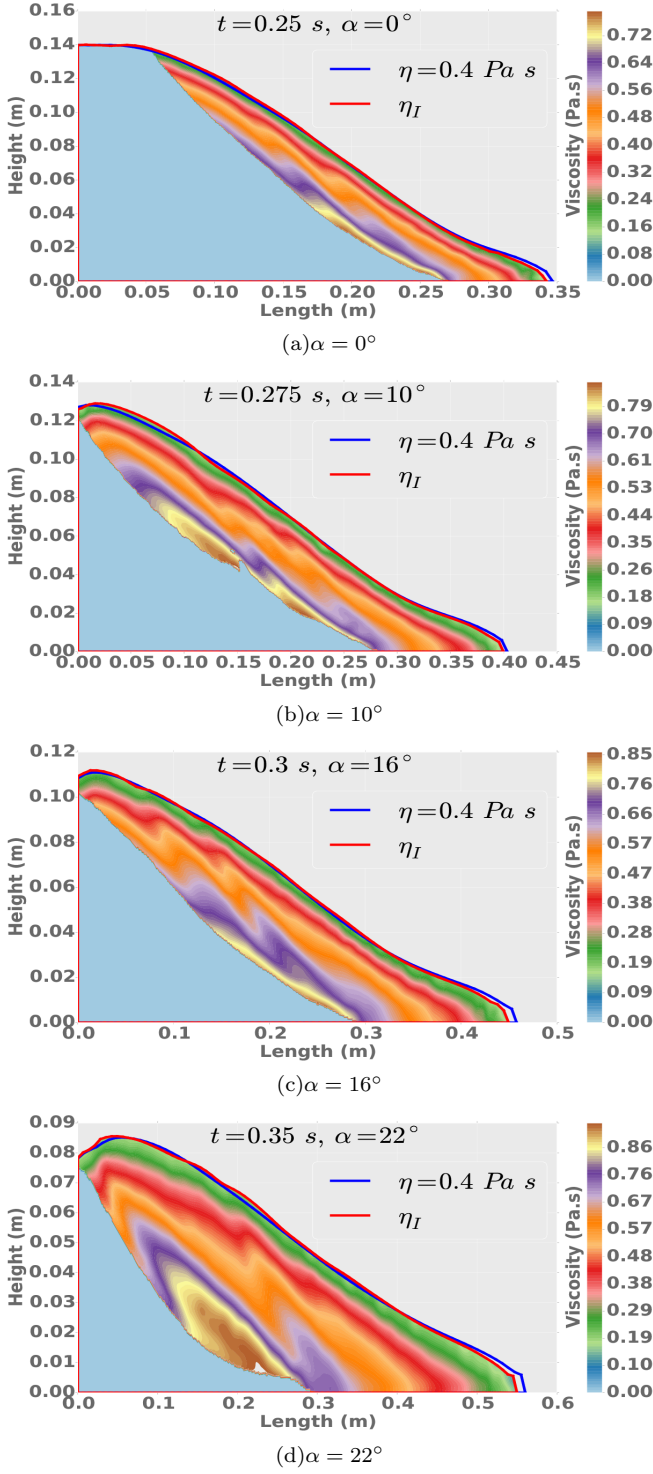 t=0.25 s, α=0°
η=0.4 Pa s
η_I
0.16
0.14
0.12
0.10
0.08
0.06
0.04
0.02
0.00
Height (m)
0.00 0.05 0.10 0.15 0.20 0.25 0.30 0.35
Length (m)
0.72
0.64
0.56
0.48
0.40
0.32
0.24
0.16
0.08
0.00
Viscosity (Pa.s)
(a)α = 0°
t=0.275 s, α=10°
η=0.4 Pa s
η_I
0.14
0.12
0.10
0.08
0.06
0.04
0.02
0.00
Height (m)
0.00 0.05 0.10 0.15 0.20 0.25 0.30 0.35 0.40 0.45
Length (m)
0.79
0.70
0.61
0.53
0.44
0.35
0.26
0.18
0.09
0.00
Viscosity (Pa.s)
(b)α = 10°
t=0.3 s, α=16°
η=0.4 Pa s
η_I
0.12
0.10
0.08
0.06
0.04
0.02
0.00
Height (m)
0.0 0.1 0.2 0.3 0.4 0.5
Length (m)
0.85
0.76
0.66
0.57
0.47
0.38
0.28
0.19
0.09
0.00
Viscosity (Pa.s)
(c)α = 16°
t=0.35 s, α=22°
η=0.4 Pa s
η_I
0.09
0.08
0.07
0.06
0.05
0.04
0.03
0.02
0.01
0.00
Height (m)
0.0 0.1 0.2 0.3 0.4 0.5 0.6
Length (m)
0.86
0.76
0.67
0.57
0.48
0.38
0.29
0.16
0.10
0.00
Viscosity (Pa.s)
(d)α = 22°